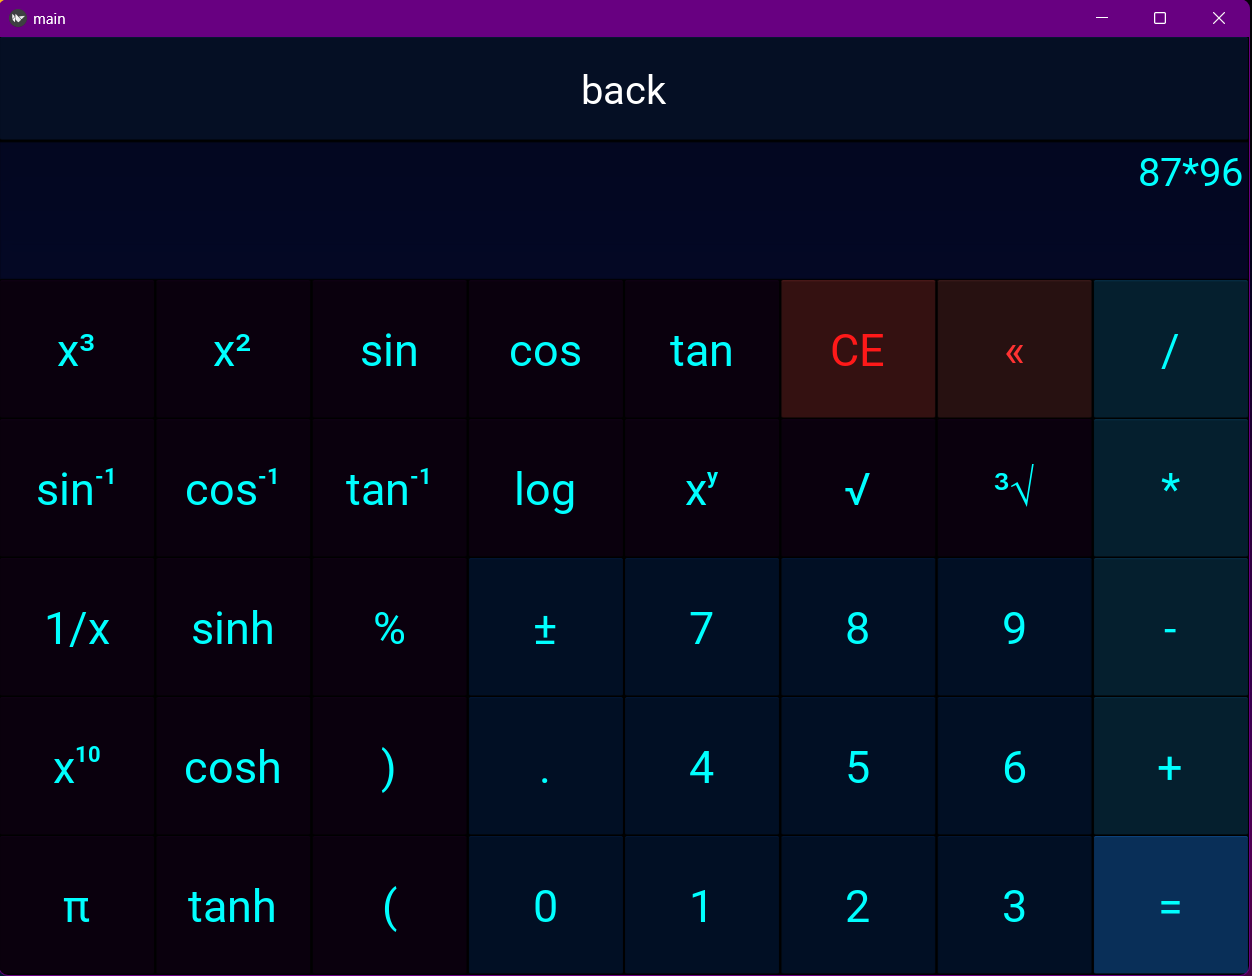 main
back
87*96
x³ x² sin cos tan CE « /
sin⁻¹ cos⁻¹ tan⁻¹ log xʸ √ ³√ *
1/x sinh % ± 7 8 9 -
x¹⁰ cosh ) . 4 5 6 +
π tanh ( 0 1 2 3 =